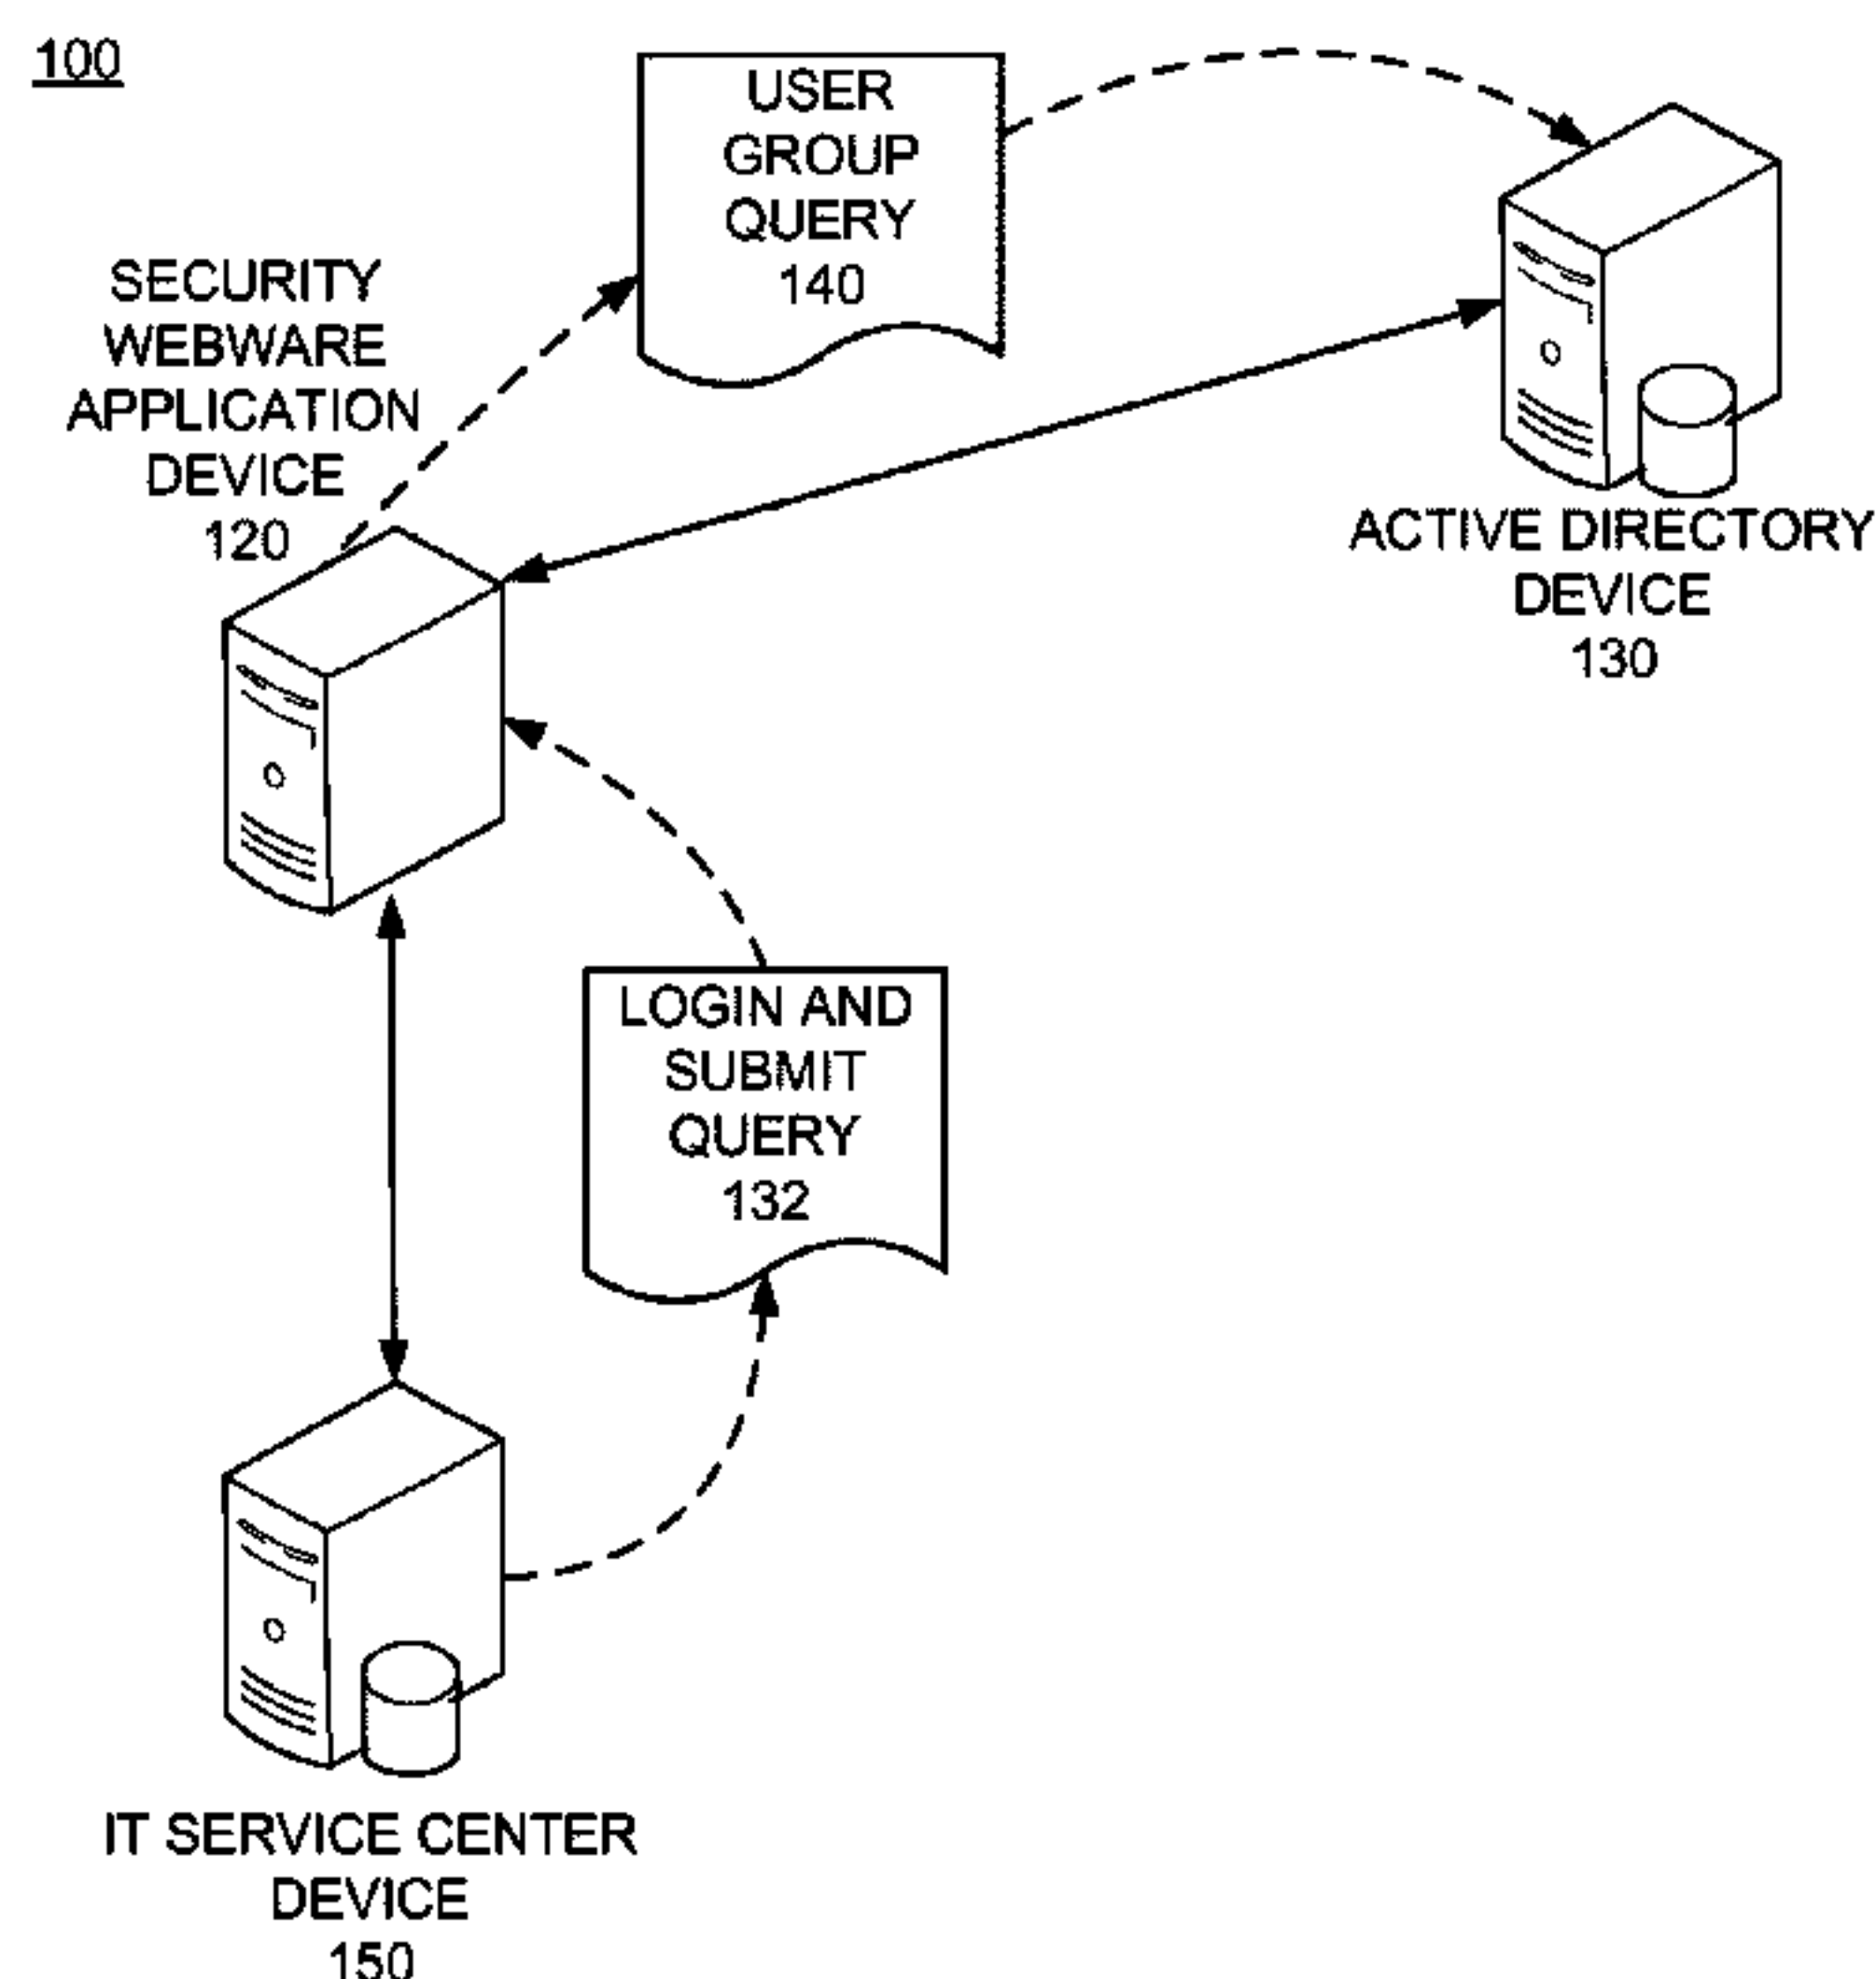 100
USER
GROUP
QUERY
140
SECURITY
WEBWARE
APPLICATION
DEVICE
120
ACTIVE DIRECTORY
DEVICE
130
LOGIN AND
SUBMIT
QUERY
132
IT SERVICE CENTER
DEVICE
150